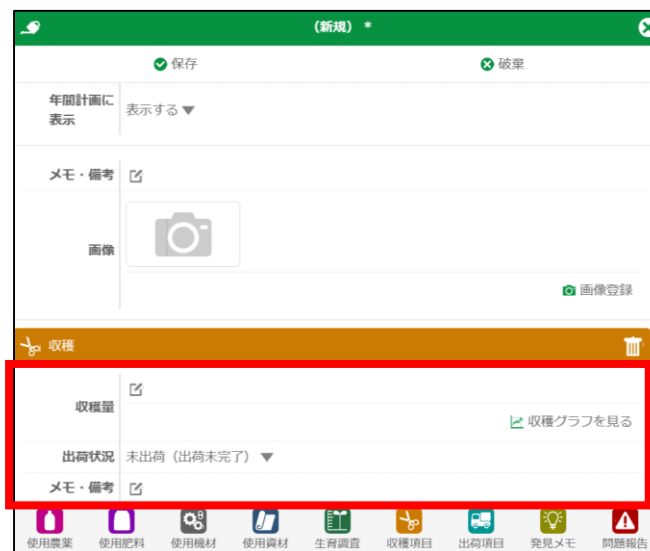 (新規) *
保存
破棄
年間計画に
表示
表示する▼
メモ・備考
画像
画像登録
収穫
収穫量
収穫グラフを見る
出荷状況
未出荷(出荷未完了) ▼
メモ・備考
使用農薬
使用肥料
使用機材
使用資材
生育調査
収穫項目
出荷項目
発見メモ
問題報告